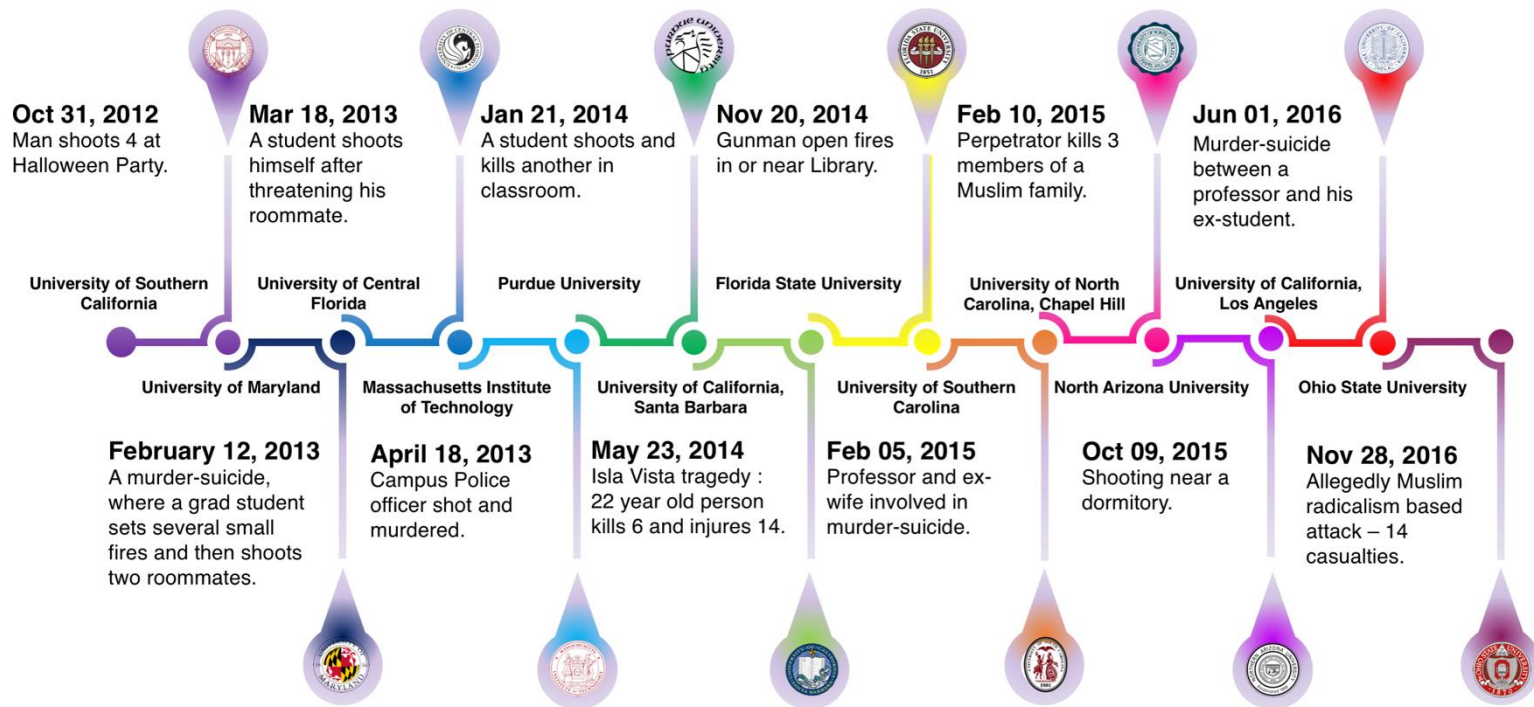 Oct 31, 2012
Man shoots 4 at
Halloween Party.
Mar 18, 2013
A student shoots
himself after
threatening his
roommate.
Jan 21, 2014
A student shoots and
kills another in
classroom.
Nov 20, 2014
Gunman open fires
in or near Library.
Feb 10, 2015
Perpetrator kills 3
members of a
Muslim family.
Jun 01, 2016
Murder-suicide
between a
professor and his
ex-student.
University of Southern
California
University of Central
Florida
Purdue University
Florida State University
University of North
Carolina, Chapel Hill
University of California,
Los Angeles
University of Maryland
Massachusetts Institute
of Technology
University of California,
Santa Barbara
University of Southern
Carolina
North Arizona University
Ohio State University
February 12, 2013
A murder-suicide,
where a grad student
sets several small
fires and then shoots
two roommates.
April 18, 2013
Campus Police
officer shot and
murdered.
May 23, 2014
Isla Vista tragedy :
22 year old person
kills 6 and injures 14.
Feb 05, 2015
Professor and ex-
wife involved in
murder-suicide.
Oct 09, 2015
Shooting near a
dormitory.
Nov 28, 2016
Allegedly Muslim
radicalism based
attack – 14
casualties.